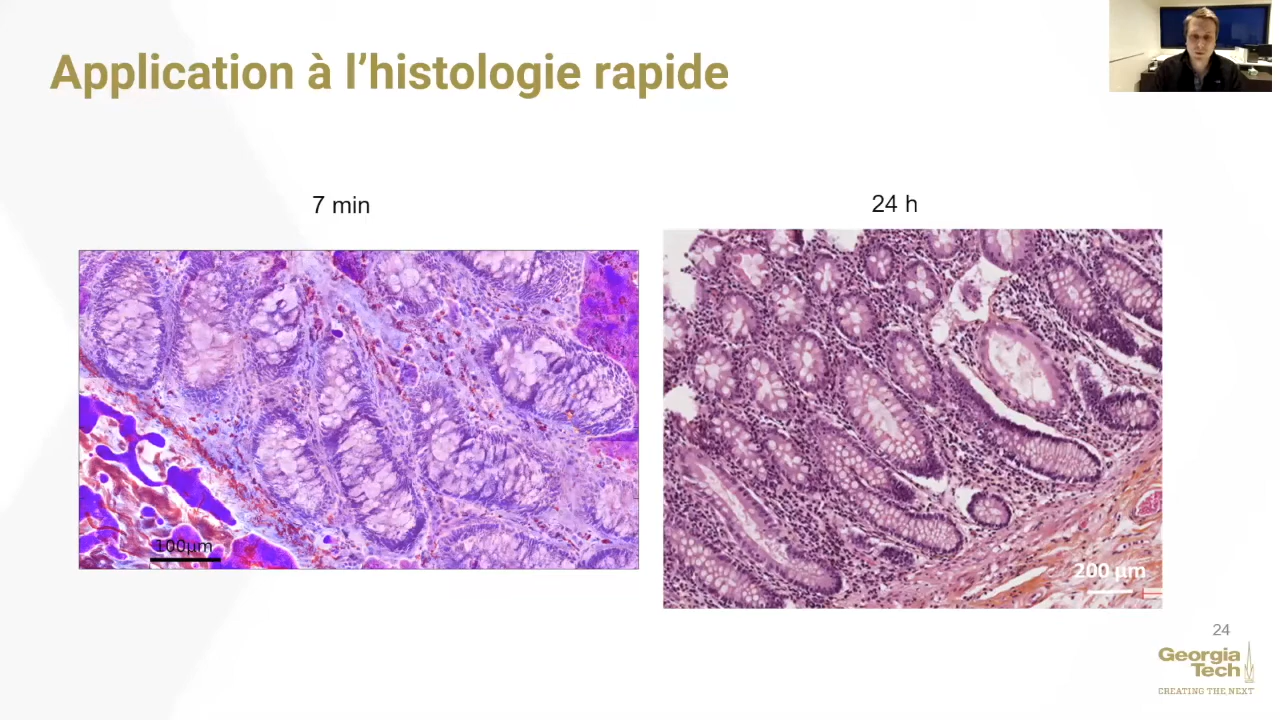 Application à l’histologie rapide
7 min
24 h
100µm
200 µm
24
Georgia
Tech
CREATING THE NEXT